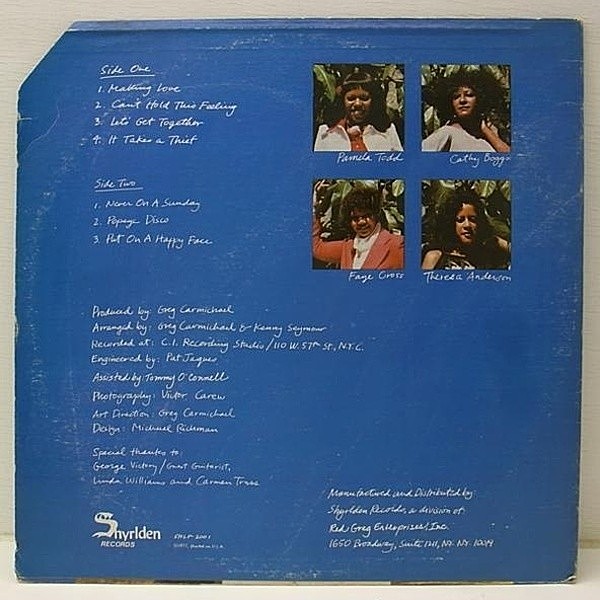 Side One
1. Making Love
2. Can't Hold This Feeling
3. Let's Get Together
4. It Takes a Thief
Side Two
1. Never On A Sunday
2. Popeye Disco
3. Put On A Happy Face
Pamela Todd
Cathy Boggs
Faye Cross
Theresa Anderson
Produced by: Greg Carmichael
Arranged by: Greg Carmichael & Kenny Seymour
Recorded at: C.I. Recording Studio / 110 W. 57th St., N.Y.C.
Engineered by: Pat Jaques
Assisted by: Tommy O'Connell
Photography: Victor Carew
Art Direction: Greg Carmichael
Design: Michael Richman
Special thanks to:
George Victory / Guest Guitarist,
Linda Williams and Carmen
Shyrlden
RECORDS
2001
Manufactured and Distributed by:
Shyrlden Records, a division of:
Red Greg Enterprises, Inc.
1650 Broadway, Suite 1211, N.Y. N.Y. 10019